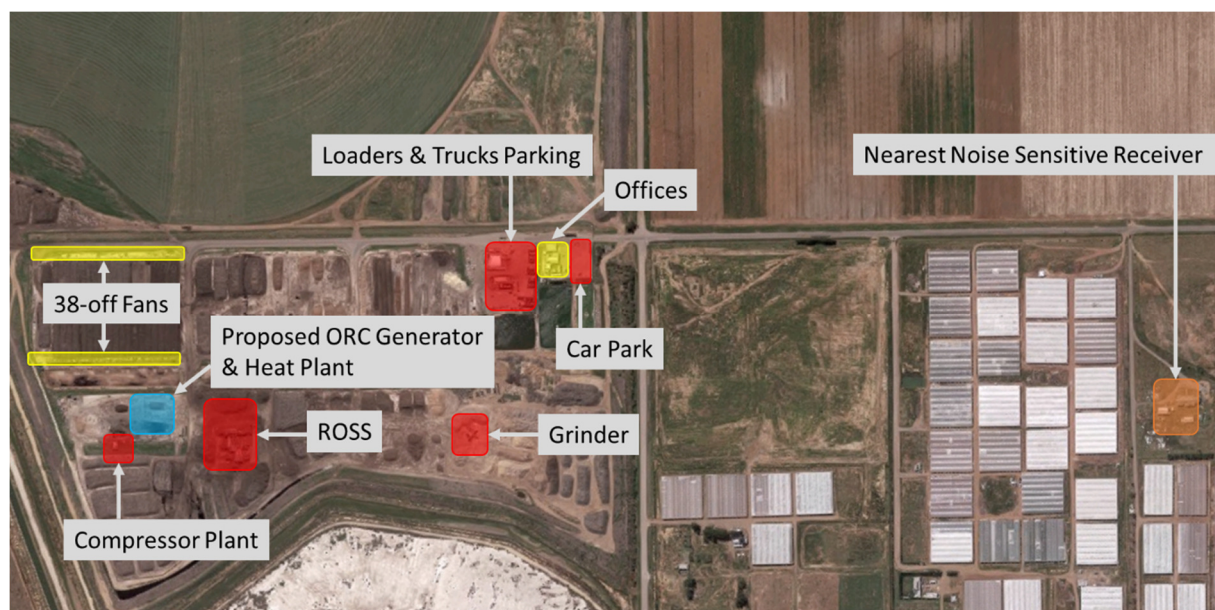 Loaders & Trucks Parking
Nearest Noise Sensitive Receiver
Offices
38-off Fans
Proposed ORC Generator
& Heat Plant
Car Park
ROSS
Grinder
Compressor Plant